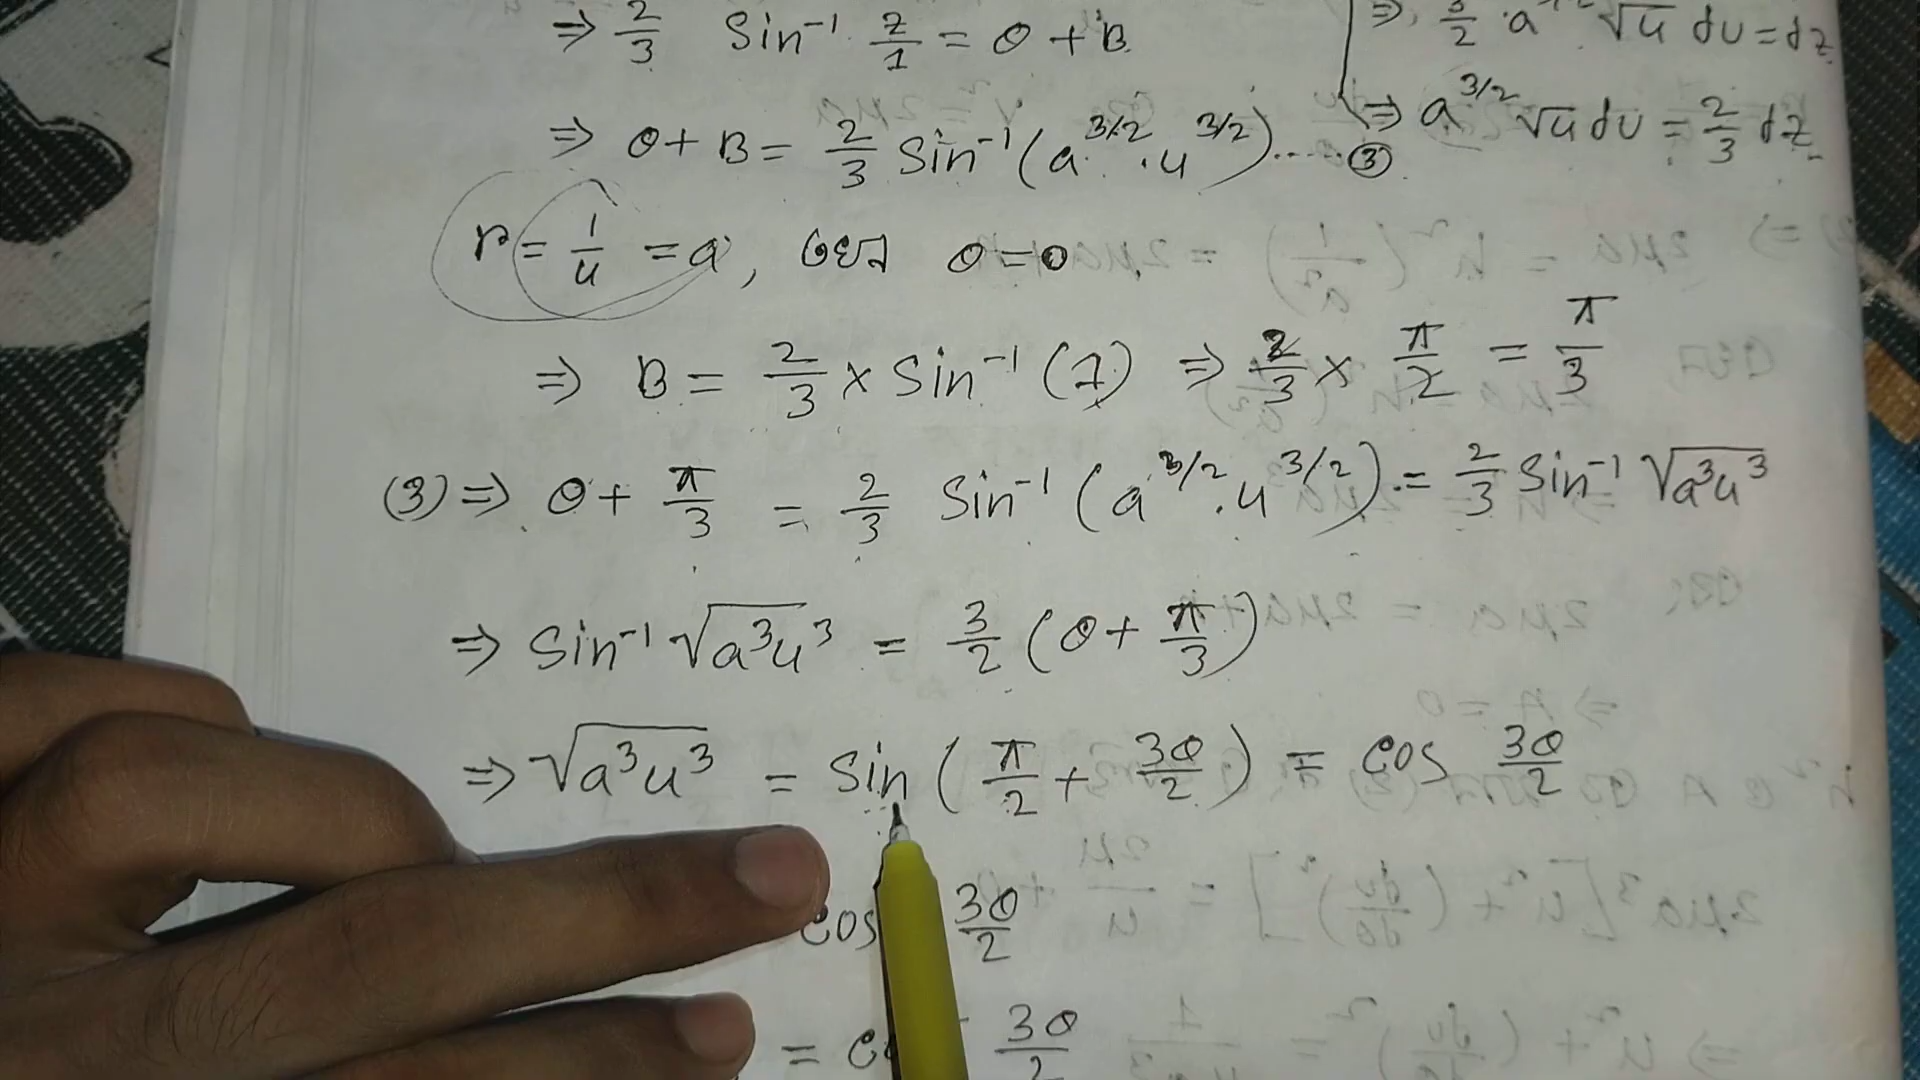 ⇒ 2/3 Sin⁻¹ z/1 = θ + B
⇒ 3/2 · a √u du = dz
⇒ θ + B = 2/3 Sin⁻¹ (a^3/2 · u^3/2) ..... (3)
⇒ a^3/2 √u du = 2/3 dz
r = 1/u = a, θ = 0
⇒ B = 2/3 × Sin⁻¹ (1) ⇒ 2/3 × π/2 = π/3
(3) ⇒ θ + π/3 = 2/3 Sin⁻¹ (a^3/2 · u^3/2) = 2/3 Sin⁻¹ √a³u³
⇒ Sin⁻¹ √a³u³ = 3/2 (θ + π/3)
⇒ √a³u³ = Sin (π/2 + 3θ/2) = cos 3θ/2
cos 3θ/2
= 3θ/2